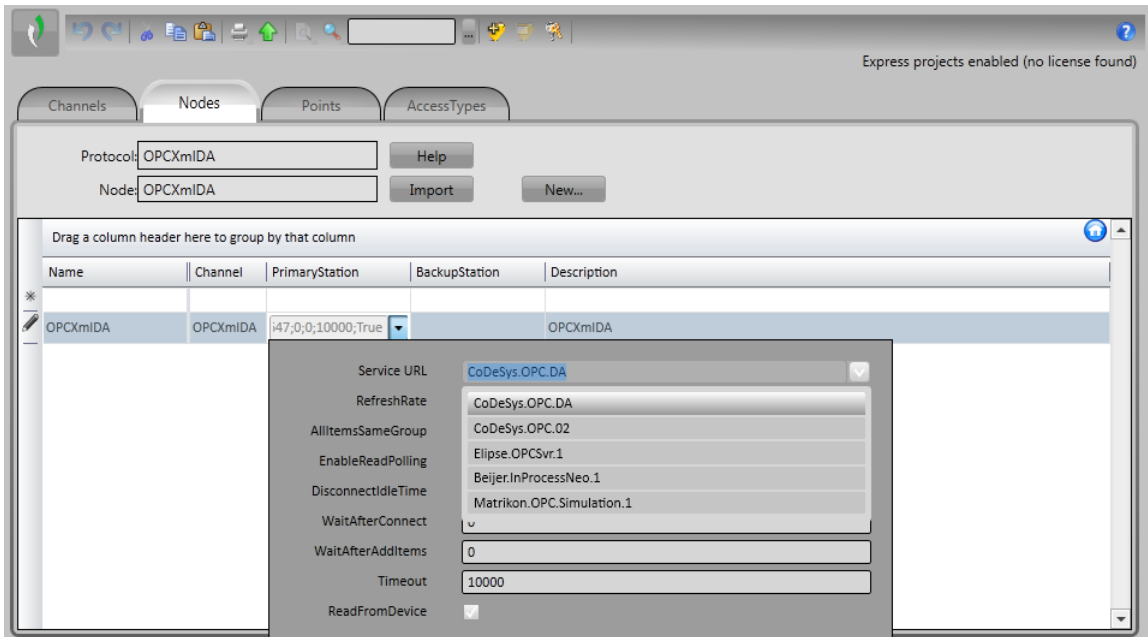 ...
Express projects enabled (no license found)
Channels Nodes Points AccessTypes
Protocol: OPCXmlDA Help
Node: OPCXmlDA Import New...
Drag a column header here to group by that column
Name Channel PrimaryStation BackupStation Description
OPCXmlDA OPCXmlDA i47;0;0;10000;True OPCXmlDA
Service URL CoDeSys.OPC.DA
RefreshRate CoDeSys.OPC.DA
AllItemsSameGroup CoDeSys.OPC.02
EnableReadPolling Elipse.OPCSvr.1
Beijer.InProcessNeo.1
DisconnectIdleTime
Matrikon.OPC.Simulation.1
WaitAfterConnect
WaitAfterAddItems 0
Timeout 10000
ReadFromDevice